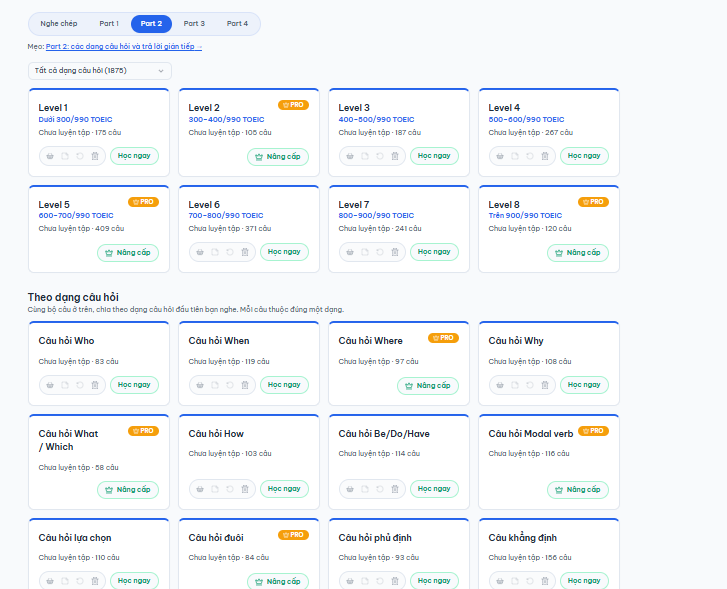 Nghe chép Part 1 Part 2 Part 3 Part 4
Mẹo: Part 2: các dạng câu hỏi và trả lời gián tiếp →
Tất cả dạng câu hỏi (1875)
Level 1
Dưới 300/990 TOEIC
Chưa luyện tập · 175 câu
Học ngay
Level 2
PRO
300–400/990 TOEIC
Chưa luyện tập · 105 câu
Nâng cấp
Level 3
400–500/990 TOEIC
Chưa luyện tập · 187 câu
Học ngay
Level 4
500–600/990 TOEIC
Chưa luyện tập · 267 câu
Học ngay
Level 5
PRO
600–700/990 TOEIC
Chưa luyện tập · 409 câu
Nâng cấp
Level 6
700–800/990 TOEIC
Chưa luyện tập · 371 câu
Học ngay
Level 7
800–900/990 TOEIC
Chưa luyện tập · 241 câu
Học ngay
Level 8
PRO
Trên 900/990 TOEIC
Chưa luyện tập · 120 câu
Nâng cấp
Theo dạng câu hỏi
Cùng bộ câu ở trên, chia theo dạng câu hỏi đầu tiên bạn nghe. Mỗi câu thuộc đúng một dạng.
Câu hỏi Who
Chưa luyện tập · 83 câu
Học ngay
Câu hỏi When
Chưa luyện tập · 119 câu
Học ngay
Câu hỏi Where
PRO
Chưa luyện tập · 97 câu
Nâng cấp
Câu hỏi Why
Chưa luyện tập · 108 câu
Học ngay
Câu hỏi What
/ Which
PRO
Chưa luyện tập · 58 câu
Nâng cấp
Câu hỏi How
Chưa luyện tập · 103 câu
Học ngay
Câu hỏi Be/Do/Have
Chưa luyện tập · 114 câu
Học ngay
Câu hỏi Modal verb
PRO
Chưa luyện tập · 116 câu
Nâng cấp
Câu hỏi lựa chọn
Chưa luyện tập · 110 câu
Học ngay
Câu hỏi đuôi
PRO
Chưa luyện tập · 84 câu
Nâng cấp
Câu hỏi phủ định
Chưa luyện tập · 93 câu
Học ngay
Câu khẳng định
Chưa luyện tập · 156 câu
Học ngay